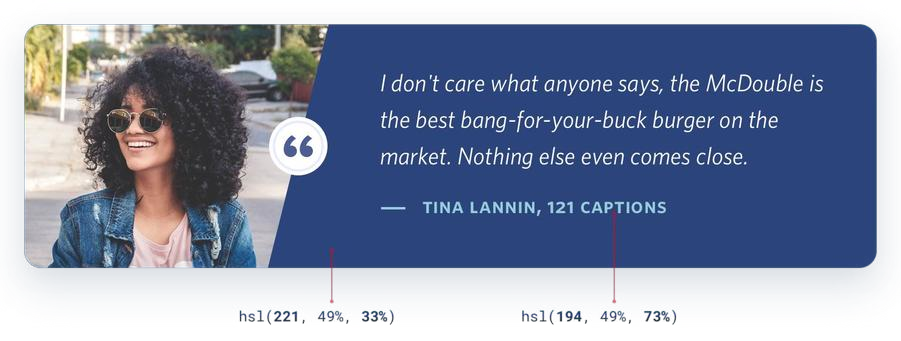 I don't care what anyone says, the McDouble is
the best bang-for-your-buck burger on the
market. Nothing else even comes close.
— TINA LANNIN, 121 CAPTIONS
hsl(221, 49%, 33%)
hsl(194, 49%, 73%)